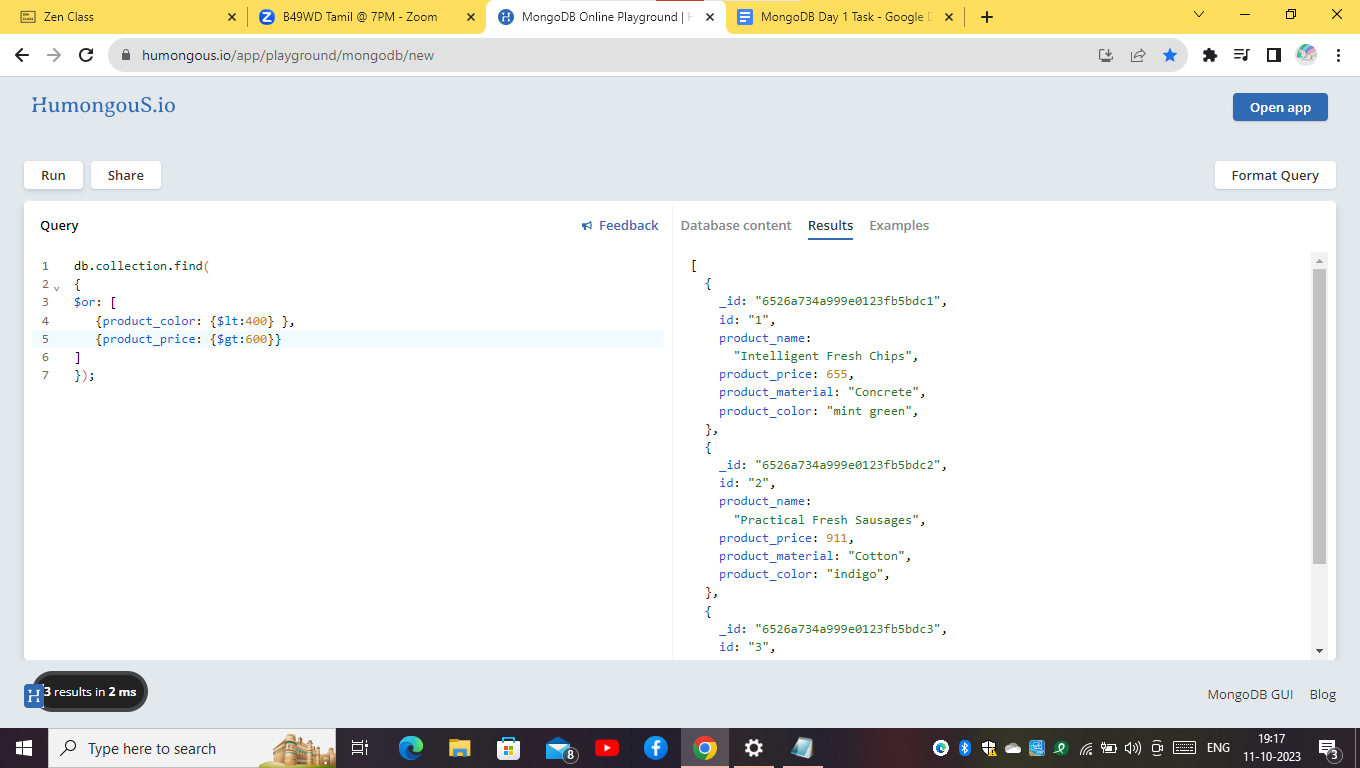 Zen Class
B49WD Tamil @ 7PM - Zoom
MongoDB Online Playground | H
MongoDB Day 1 Task - Google D
humongous.io/app/playground/mongodb/new
HumongouS.io
Open app
Run
Share
Format Query
Query
Feedback
Database content
Results
Examples
1 db.collection.find(
2 {
3 $or: [
4 {product_color: {$lt:400} },
5 {product_price: {$gt:600}}
6 ]
7 });
[
{
_id: "6526a734a999e0123fb5bdc1",
id: "1",
product_name:
"Intelligent Fresh Chips",
product_price: 655,
product_material: "Concrete",
product_color: "mint green",
},
{
_id: "6526a734a999e0123fb5bdc2",
id: "2",
product_name:
"Practical Fresh Sausages",
product_price: 911,
product_material: "Cotton",
product_color: "indigo",
},
{
_id: "6526a734a999e0123fb5bdc3",
id: "3",
H
3 results in 2 ms
MongoDB GUI
Blog
Type here to search
8
ENG
19:17
11-10-2023
3